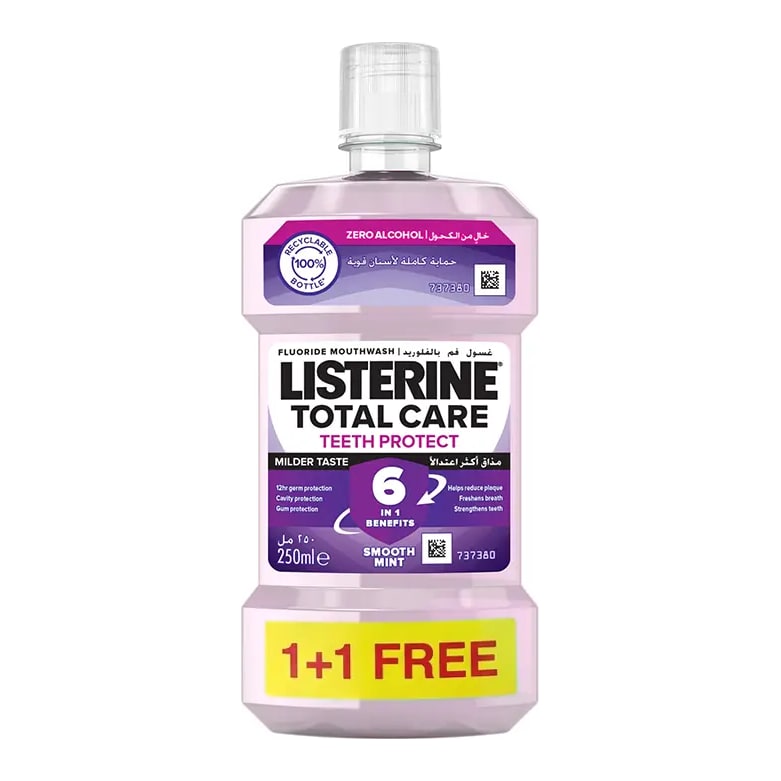 ZERO ALCOHOL | خالٍ من الكحول
RECYCLABLE
100%
BOTTLE*
حماية كاملة لأسنان قوية
737380
FLUORIDE MOUTHWASH | غسول فم بالفلوريد
LISTERINE®
TOTAL CARE
TEETH PROTECT
MILDER TASTE مذاق أكثر اعتدالاً
12hr germ protection
Cavity protection
Gum protection
6
IN 1
BENEFITS
Helps reduce plaque
Freshens breath
Strengthens teeth
٢٥٠ مل
250ml e
SMOOTH
MINT
737380
1+1 FREE